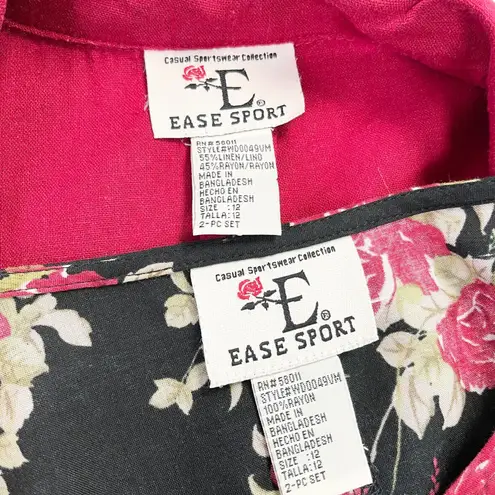 Casual Sportswear Collection
E®
EASE SPORT
RN# 58011
STYLE#WD0049UM
55%LINEN/LINO
45%RAYON/RAYON
MADE IN
BANGLADESH
HECHO EN
BANGLADESH
SIZE :12
TALLA:12
2-PC SET
Casual Sportswear Collection
E®
EASE SPORT
RN# 58011
STYLE#WD0049UM
100%RAYON
MADE IN
BANGLADESH
HECHO EN
BANGLADESH
SIZE :12
TALLA:12
2-PC SET